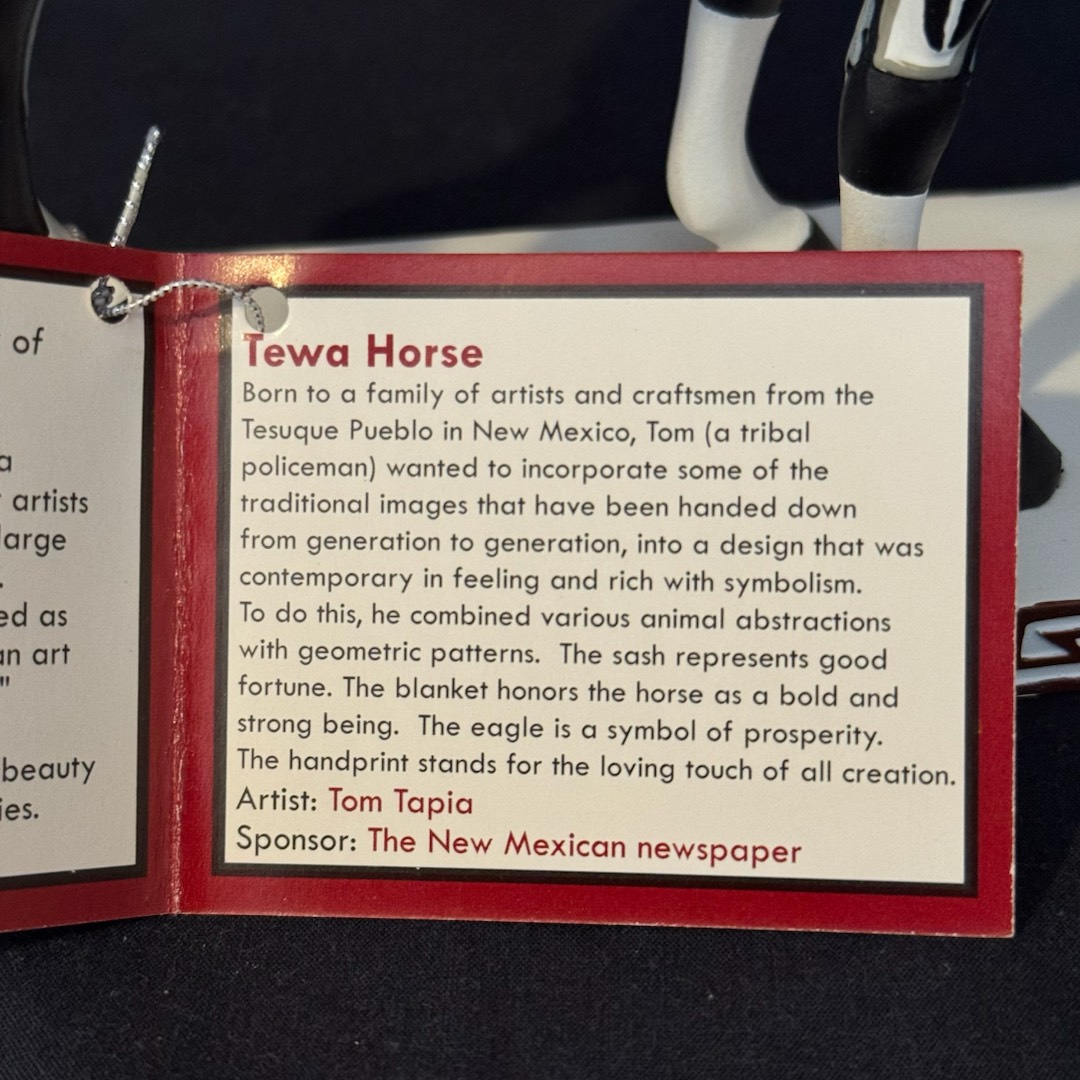 of
a
artists
large
.
ed as
an art
"
beauty
ies.
Tewa Horse
Born to a family of artists and craftsmen from the
Tesuque Pueblo in New Mexico, Tom (a tribal
policeman) wanted to incorporate some of the
traditional images that have been handed down
from generation to generation, into a design that was
contemporary in feeling and rich with symbolism.
To do this, he combined various animal abstractions
with geometric patterns.  The sash represents good
fortune. The blanket honors the horse as a bold and
strong being.  The eagle is a symbol of prosperity.
The handprint stands for the loving touch of all creation.
Artist: Tom Tapia
Sponsor: The New Mexican newspaper